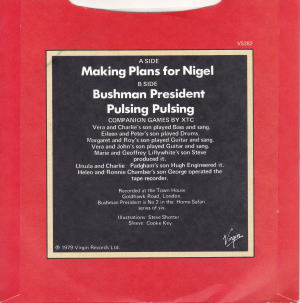 VS282
A SIDE
Making Plans for Nigel
B SIDE
Bushman President
Pulsing Pulsing
COMPANION GAMES BY XTC
Vera and Charlie's son played Bass and sang.
Eileen and Peter's son played Drums.
Margaret and Roy's son played Guitar and sang.
Vera and John's son played Guitar and sang.
Marie and Geoffrey Lillywhite's son Steve
produced it.
Ursula and Charlie Padgham's son Hugh Engineered it.
Helen and Ronnie Chamber's son George operated the
tape recorder.
Recorded at the Town House
Goldhawk Road, London.
Bushman President is No 2 in the Home Safari
series of six.
Illustrations: Steve Shotter
Sleeve: Cooke Key
Virgin
℗ 1979 Virgin Records Ltd.